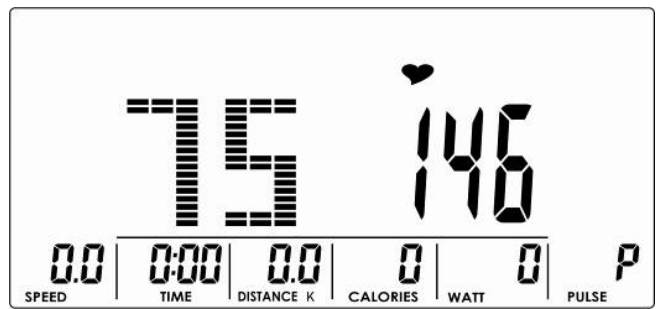 75 146
0.0 0:00 0.0 0 0 P
SPEED TIME DISTANCE K CALORIES WATT PULSE